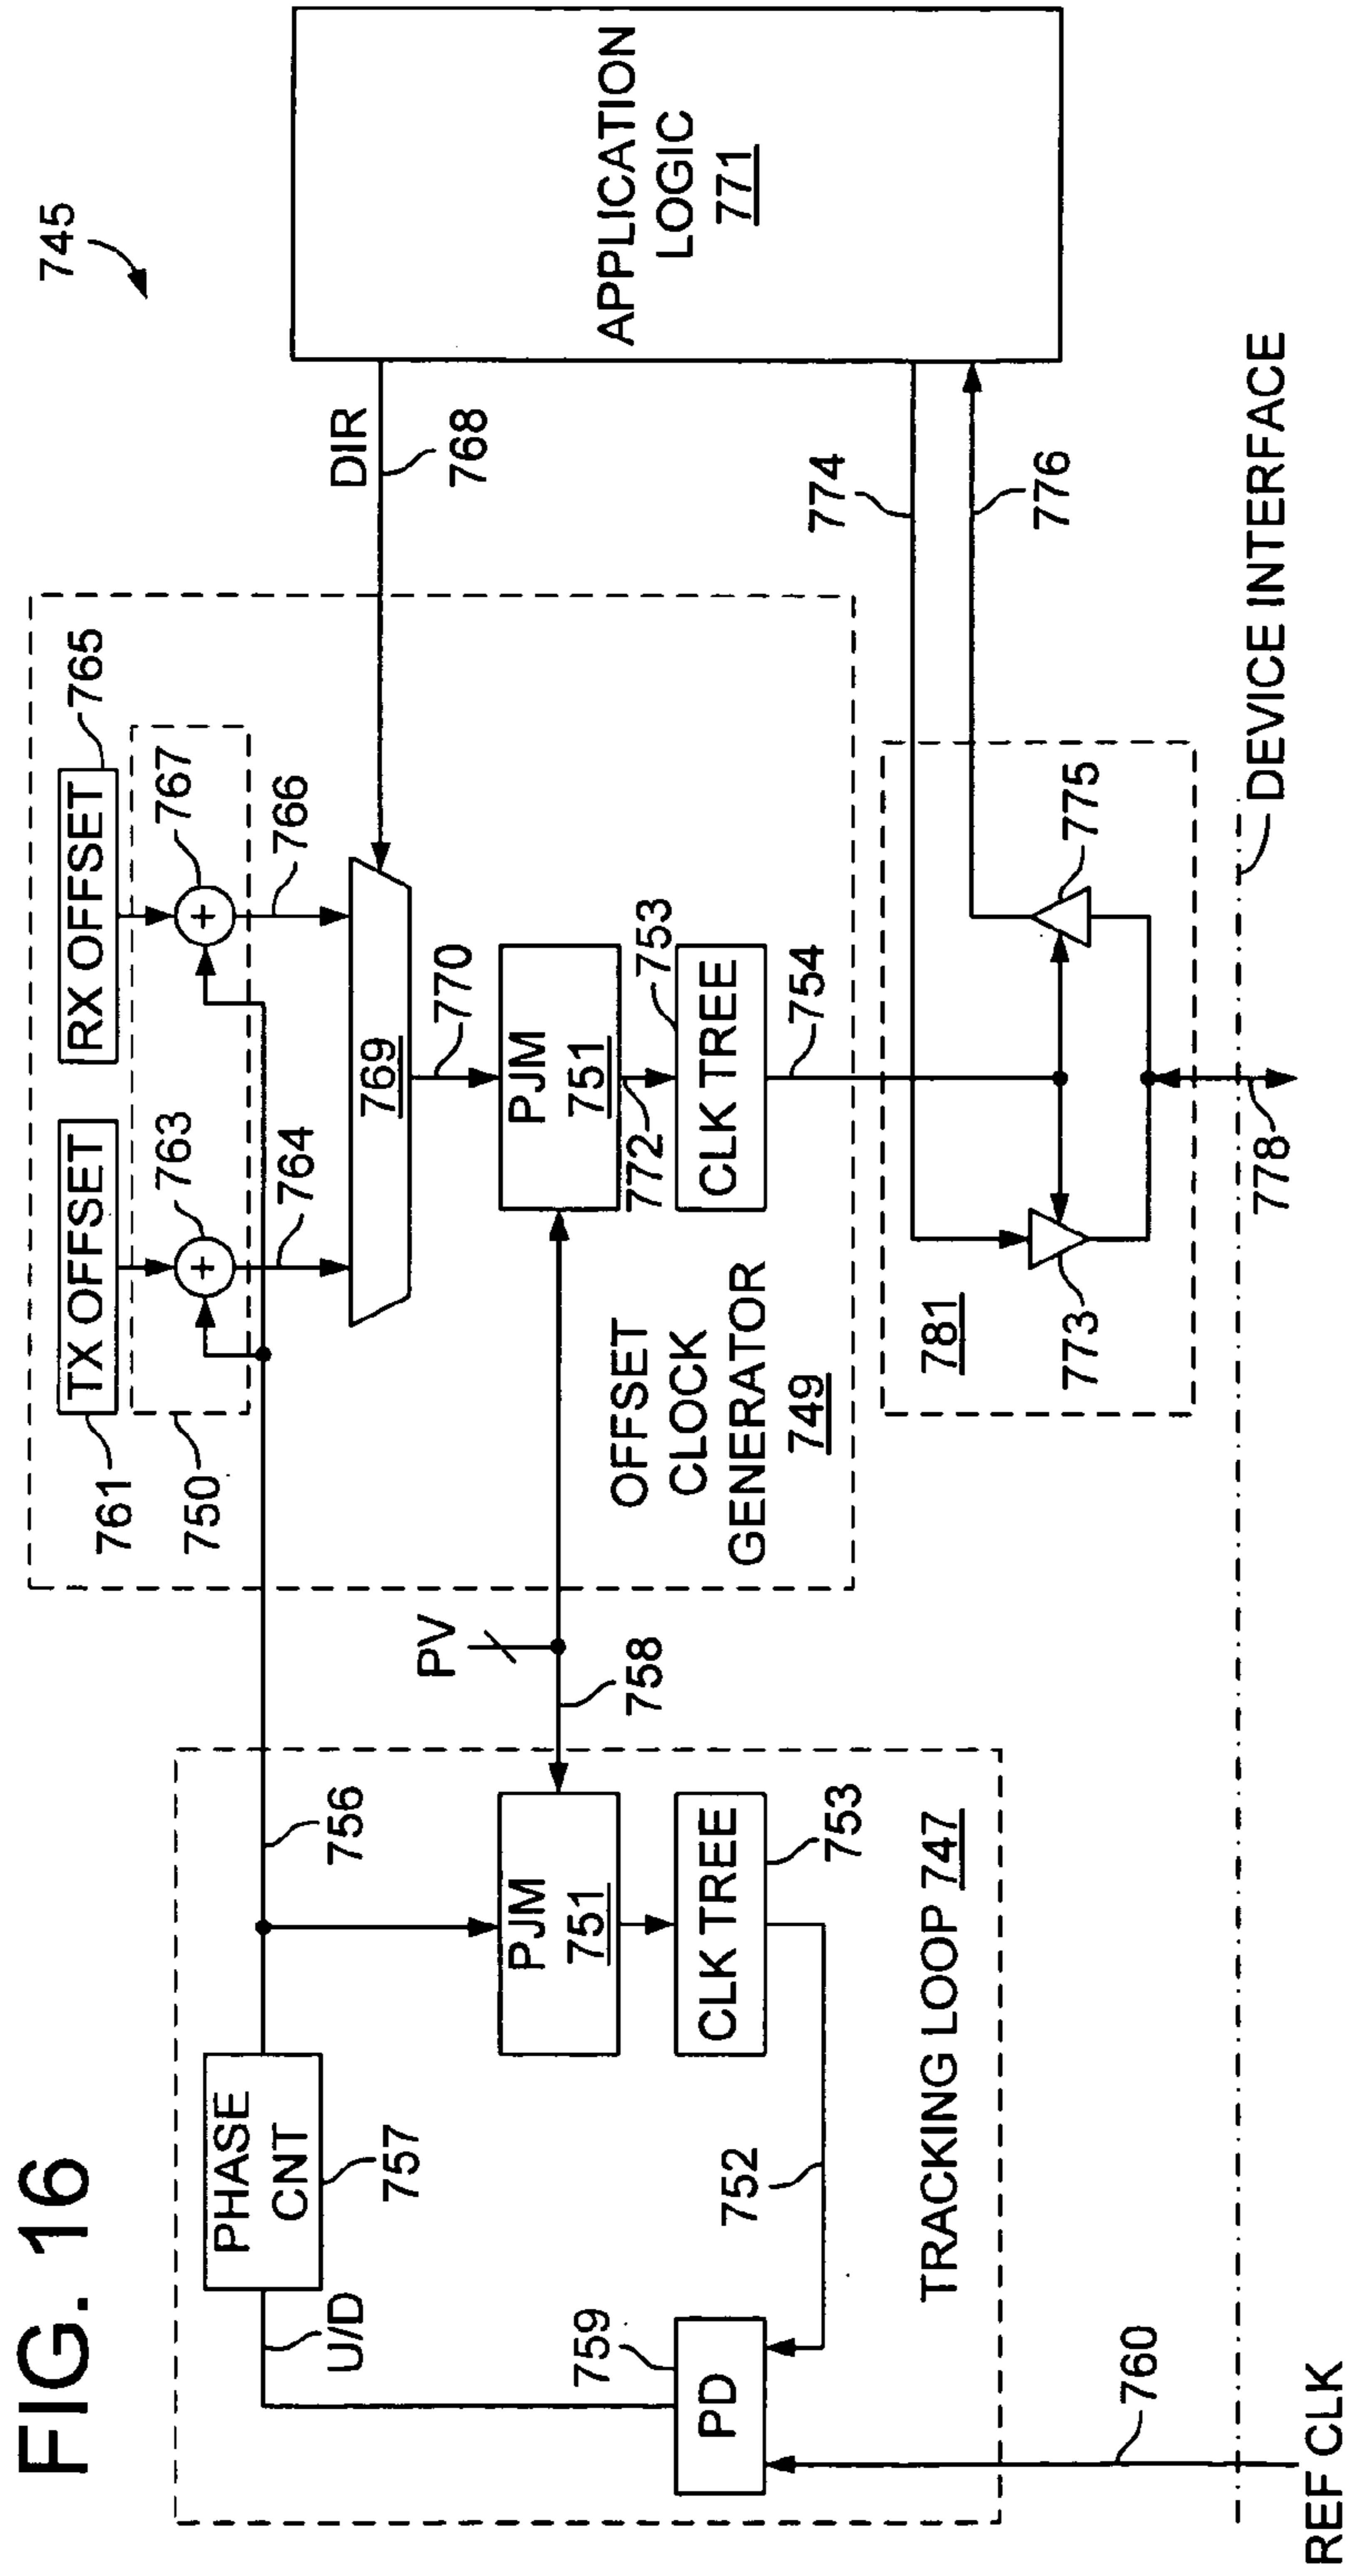 FIG. 16
745
TX OFFSET
RX OFFSET
765
761
750
763
767
764
766
PHASE
CNT
757
U/D
756
DIR
768
769
770
APPLICATION
LOGIC
771
PV
758
PJM
751
PJM
751
772
753
CLK TREE
753
CLK TREE
754
752
759
PD
TRACKING LOOP 747
OFFSET
CLOCK
GENERATOR
749
774
776
781
773
775
760
778
DEVICE INTERFACE
REF CLK